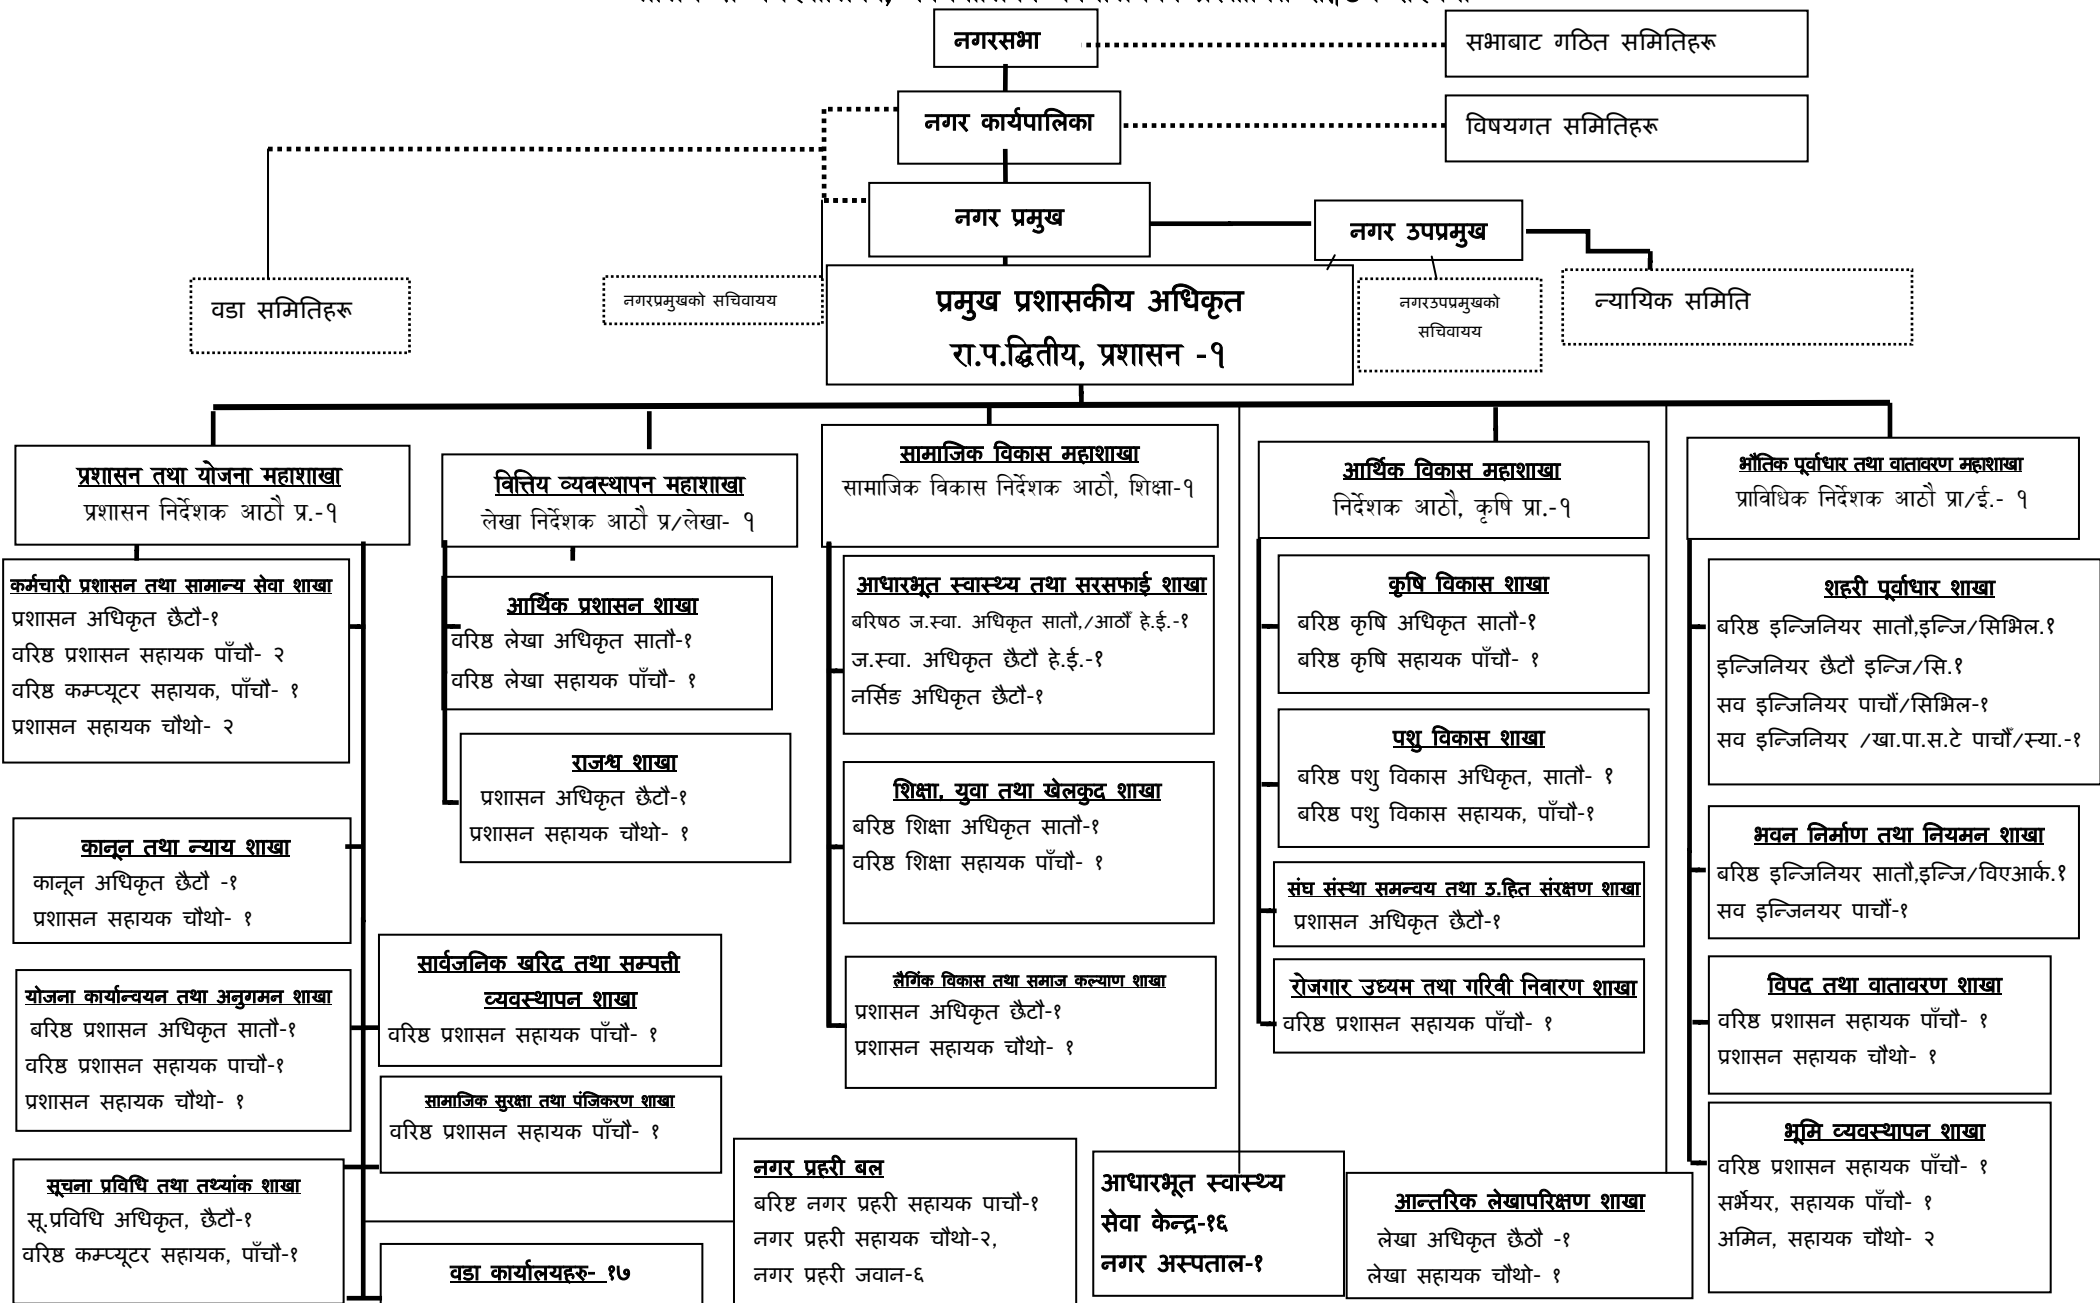 नगरसभा
सभाबाट गठित समितिहरू
नगर कार्यपालिका
विषयगत समितिहरू
नगर प्रमुख
नगर उपप्रमुख
वडा समितिहरू
नगरप्रमुखको सचिवायय
प्रमुख प्रशासकीय अधिकृत
रा.प.द्धितीय, प्रशासन -१
नगरउपप्रमुखको
सचिवायय
न्यायिक समिति
प्रशासन तथा योजना महाशाखा
प्रशासन निर्देशक आठौ प्र.-१
वित्तिय व्यवस्थापन महाशाखा
लेखा निर्देशक आठौ प्र/लेखा- १
सामाजिक विकास महाशाखा
सामाजिक विकास निर्देशक आठौ, शिक्षा-१
आर्थिक विकास महाशाखा
निर्देशक आठौ, कृषि प्रा.-१
भौतिक पूर्वाधार तथा वातावरण महाशाखा
प्राविधिक निर्देशक आठौ प्रा/ई.- १
कर्मचारी प्रशासन तथा सामान्य सेवा शाखा
प्रशासन अधिकृत छैटौ-१
वरिष्ठ प्रशासन सहायक पाँचौ- २
वरिष्ठ कम्प्यूटर सहायक, पाँचौ- १
प्रशासन सहायक चौथो- २
कानून तथा न्याय शाखा
कानून अधिकृत छैटौ -१
प्रशासन सहायक चौथो- १
योजना कार्यान्वयन तथा अनुगमन शाखा
बरिष्ठ प्रशासन अधिकृत सातौ-१
वरिष्ठ प्रशासन सहायक पाचौ-१
प्रशासन सहायक चौथो- १
सूचना प्रविधि तथा तथ्यांक शाखा
सू.प्रविधि अधिकृत, छैटौ-१
वरिष्ठ कम्प्यूटर सहायक, पाँचौ-१
सार्वजनिक खरिद तथा सम्पत्ती
व्यवस्थापन शाखा
वरिष्ठ प्रशासन सहायक पाँचौ- १
सामाजिक सुरक्षा तथा पंजिकरण शाखा
वरिष्ठ प्रशासन सहायक पाँचौ- १
वडा कार्यालयहरु- १७
आर्थिक प्रशासन शाखा
वरिष्ठ लेखा अधिकृत सातौ-१
वरिष्ठ लेखा सहायक पाँचौ- १
राजश्व शाखा
प्रशासन अधिकृत छैटौ-१
प्रशासन सहायक चौथो- १
नगर प्रहरी बल
बरिष्ट नगर प्रहरी सहायक पाचौ-१
नगर प्रहरी सहायक चौथो-२,
नगर प्रहरी जवान-६
आधारभूत स्वास्थ्य तथा सरसफाई शाखा
बरिषठ ज.स्वा. अधिकृत सातौ,/आठौँ हे.ई.-१
ज.स्वा. अधिकृत छैटौ हे.ई.-१
नर्सिङ अधिकृत छैटौ-१
शिक्षा. युवा तथा खेलकुद शाखा
बरिष्ठ शिक्षा अधिकृत सातौ-१
वरिष्ठ शिक्षा सहायक पाँचौ- १
लैगिंक विकास तथा समाज कल्याण शाखा
प्रशासन अधिकृत छैटौ-१
प्रशासन सहायक चौथो- १
आधारभूत स्वास्थ्य
सेवा केन्द्र-१६
नगर अस्पताल-१
कृषि विकास शाखा
बरिष्ठ कृषि अधिकृत सातौ-१
बरिष्ठ कृषि सहायक पाँचौ- १
पशु विकास शाखा
बरिष्ठ पशु विकास अधिकृत, सातौ- १
बरिष्ठ पशु विकास सहायक, पाँचौ-१
संघ संस्था समन्वय तथा उ.हित संरक्षण शाखा
प्रशासन अधिकृत छैटौ-१
रोजगार उध्यम तथा गरिवी निवारण शाखा
वरिष्ठ प्रशासन सहायक पाँचौ- १
आन्तरिक लेखापरिक्षण शाखा
लेखा अधिकृत छैठौ -१
लेखा सहायक चौथो- १
शहरी पूर्वाधार शाखा
बरिष्ठ इन्जिनियर सातौ,इन्जि/सिभिल.१
इन्जिनियर छैटौ इन्जि/सि.१
सव इन्जिनियर पाचौं/सिभिल-१
सव इन्जिनियर /खा.पा.स.टे पाचौँ/स्या.-१
भवन निर्माण तथा नियमन शाखा
बरिष्ठ इन्जिनियर सातौ,इन्जि/विएआर्क.१
सव इन्जिनयर पाचौं-१
विपद तथा वातावरण शाखा
वरिष्ठ प्रशासन सहायक पाँचौ- १
प्रशासन सहायक चौथो- १
भूमि व्यवस्थापन शाखा
वरिष्ठ प्रशासन सहायक पाँचौ- १
सर्भेयर, सहायक पाँचौ- १
अमिन, सहायक चौथो- २